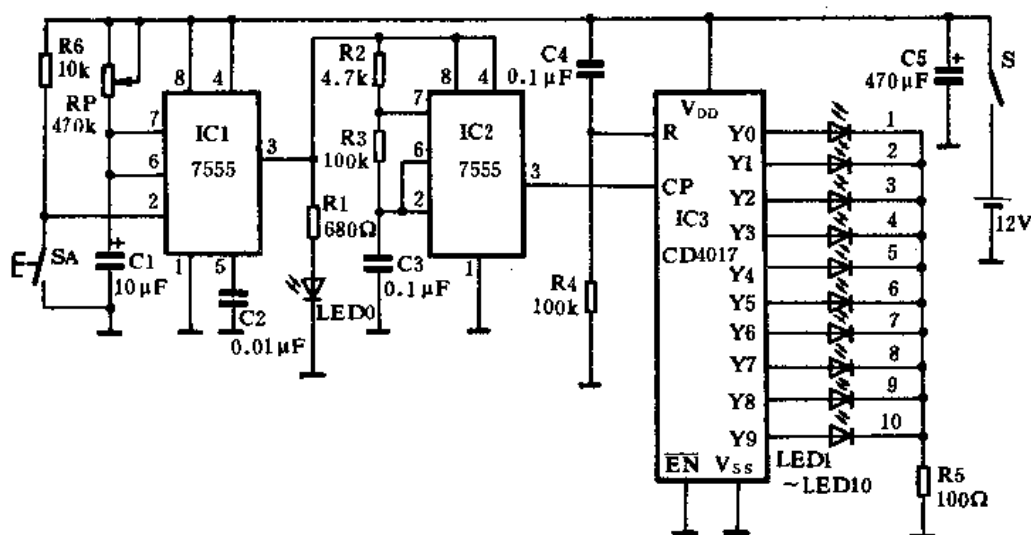 R6
10k
RP
470k
SA
C1
10μF
8
4
7
6
2
3
1
5
IC1
7555
C2
0.01μF
R1
680Ω
LED0
R2
4.7k
R3
100k
C3
0.1μF
8
4
7
6
2
3
1
IC2
7555
C4
0.1μF
R4
100k
VDD
R
CP
IC3
CD4017
EN
VSS
Y0
Y1
Y2
Y3
Y4
Y5
Y6
Y7
Y8
Y9
1
2
3
4
5
6
7
8
9
10
LED1
~LED10
R5
100Ω
C5
470μF
S
12V
+
+